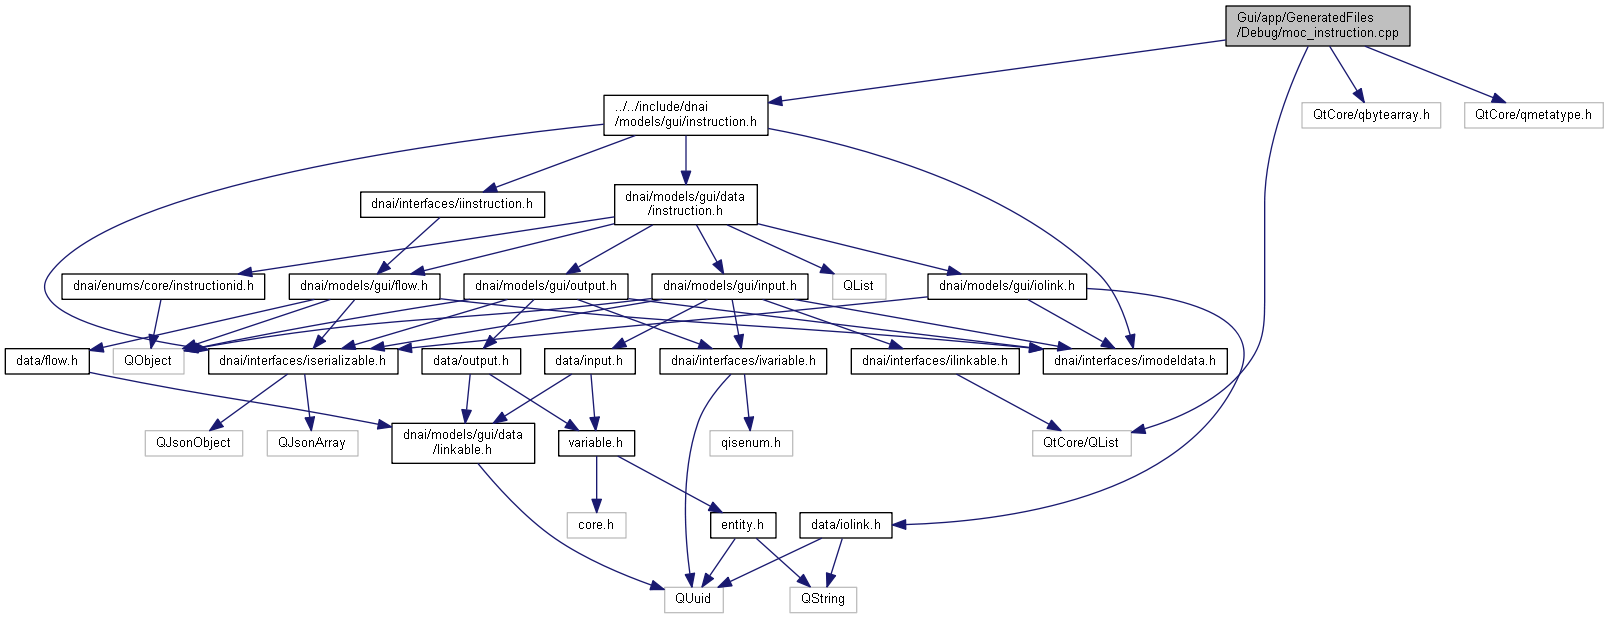 Gui/app/GeneratedFiles
/Debug/moc_instruction.cpp
../../include/dnai
/models/gui/instruction.h
QtCore/qbytearray.h
QtCore/qmetatype.h
dnai/interfaces/iinstruction.h
dnai/models/gui/data
/instruction.h
dnai/enums/core/instructionid.h
dnai/models/gui/flow.h
dnai/models/gui/output.h
dnai/models/gui/input.h
QList
dnai/models/gui/iolink.h
data/flow.h
QObject
dnai/interfaces/iserializable.h
data/output.h
data/input.h
dnai/interfaces/ivariable.h
dnai/interfaces/ilinkable.h
dnai/interfaces/imodeldata.h
QJsonObject
QJsonArray
dnai/models/gui/data
/linkable.h
variable.h
qisenum.h
QtCore/QList
core.h
entity.h
data/iolink.h
QUuid
QString